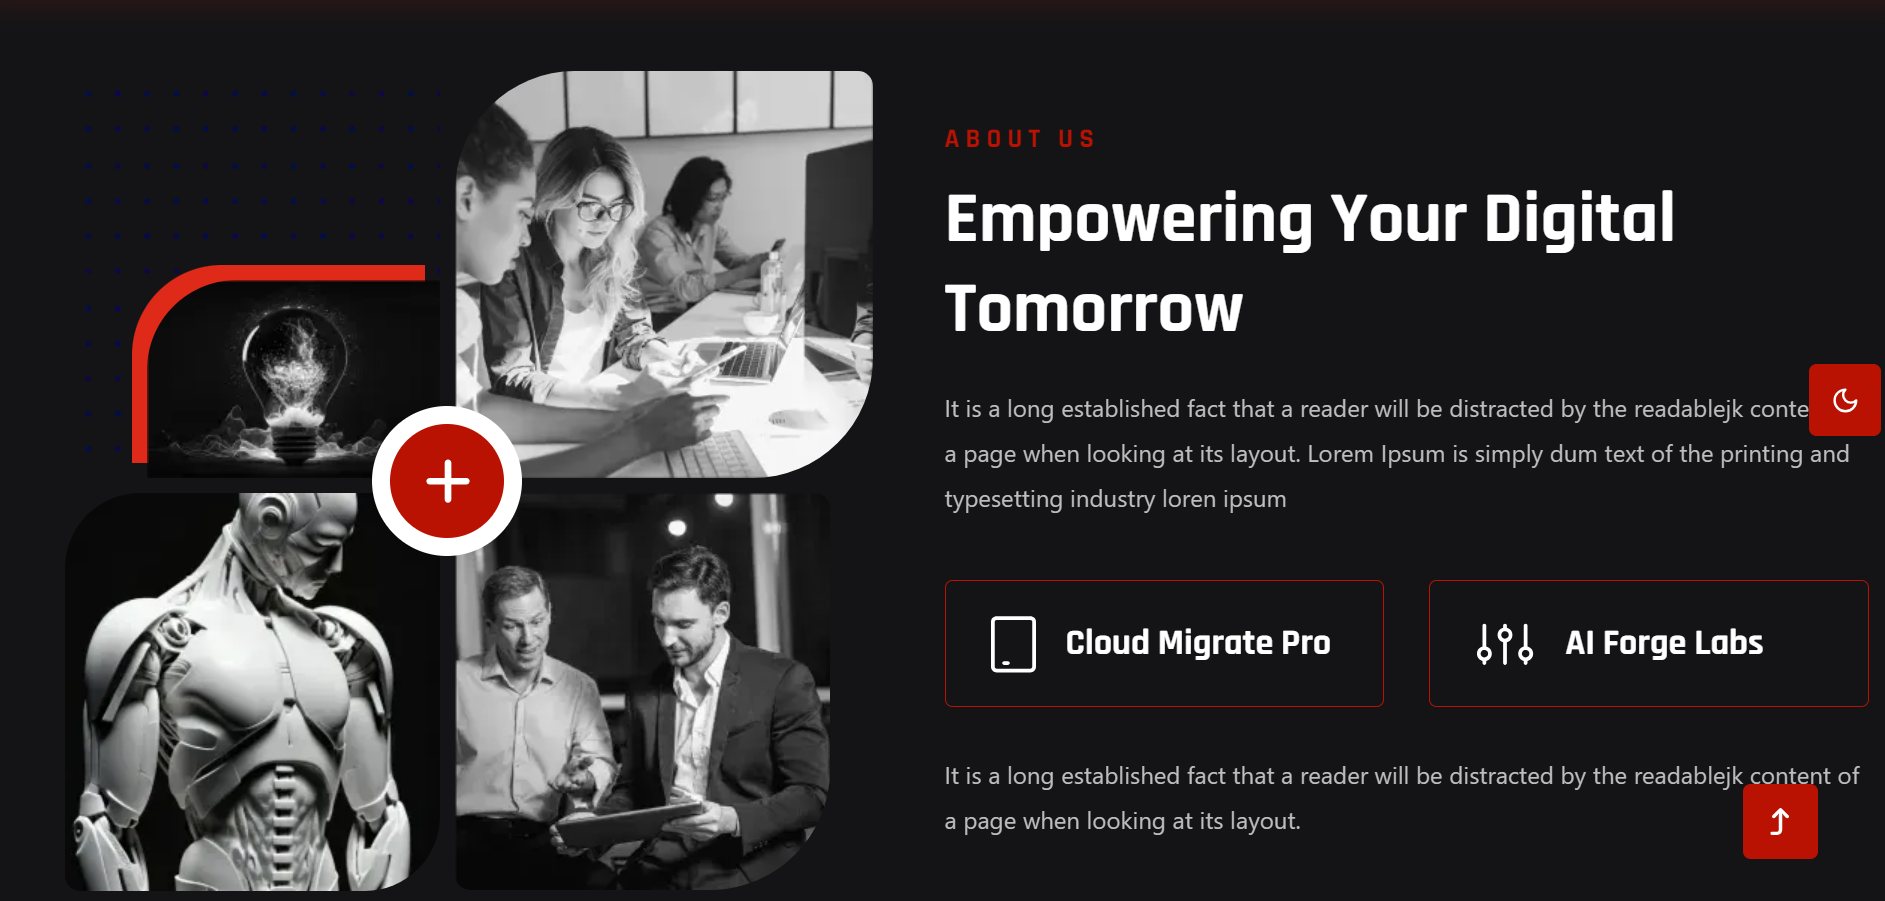 ABOUT US
Empowering Your Digital
Tomorrow
It is a long established fact that a reader will be distracted by the readablejk conte
a page when looking at its layout. Lorem Ipsum is simply dum text of the printing and
typesetting industry loren ipsum
Cloud Migrate Pro
AI Forge Labs
It is a long established fact that a reader will be distracted by the readablejk content of
a page when looking at its layout.